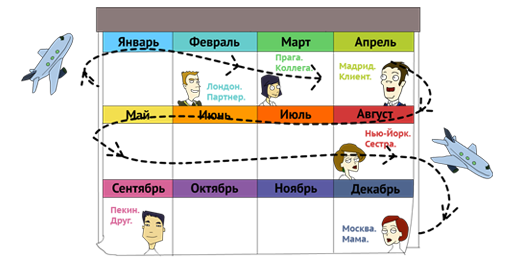 Январь Февраль Март Апрель
Лондон.
Партнер.
Прага.
Коллега.
Мадрид.
Клиент.
Май Июнь Июль Август
Нью-Йорк.
Сестра.
Сентябрь Октябрь Ноябрь Декабрь
Пекин.
Друг.
Москва.
Мама.